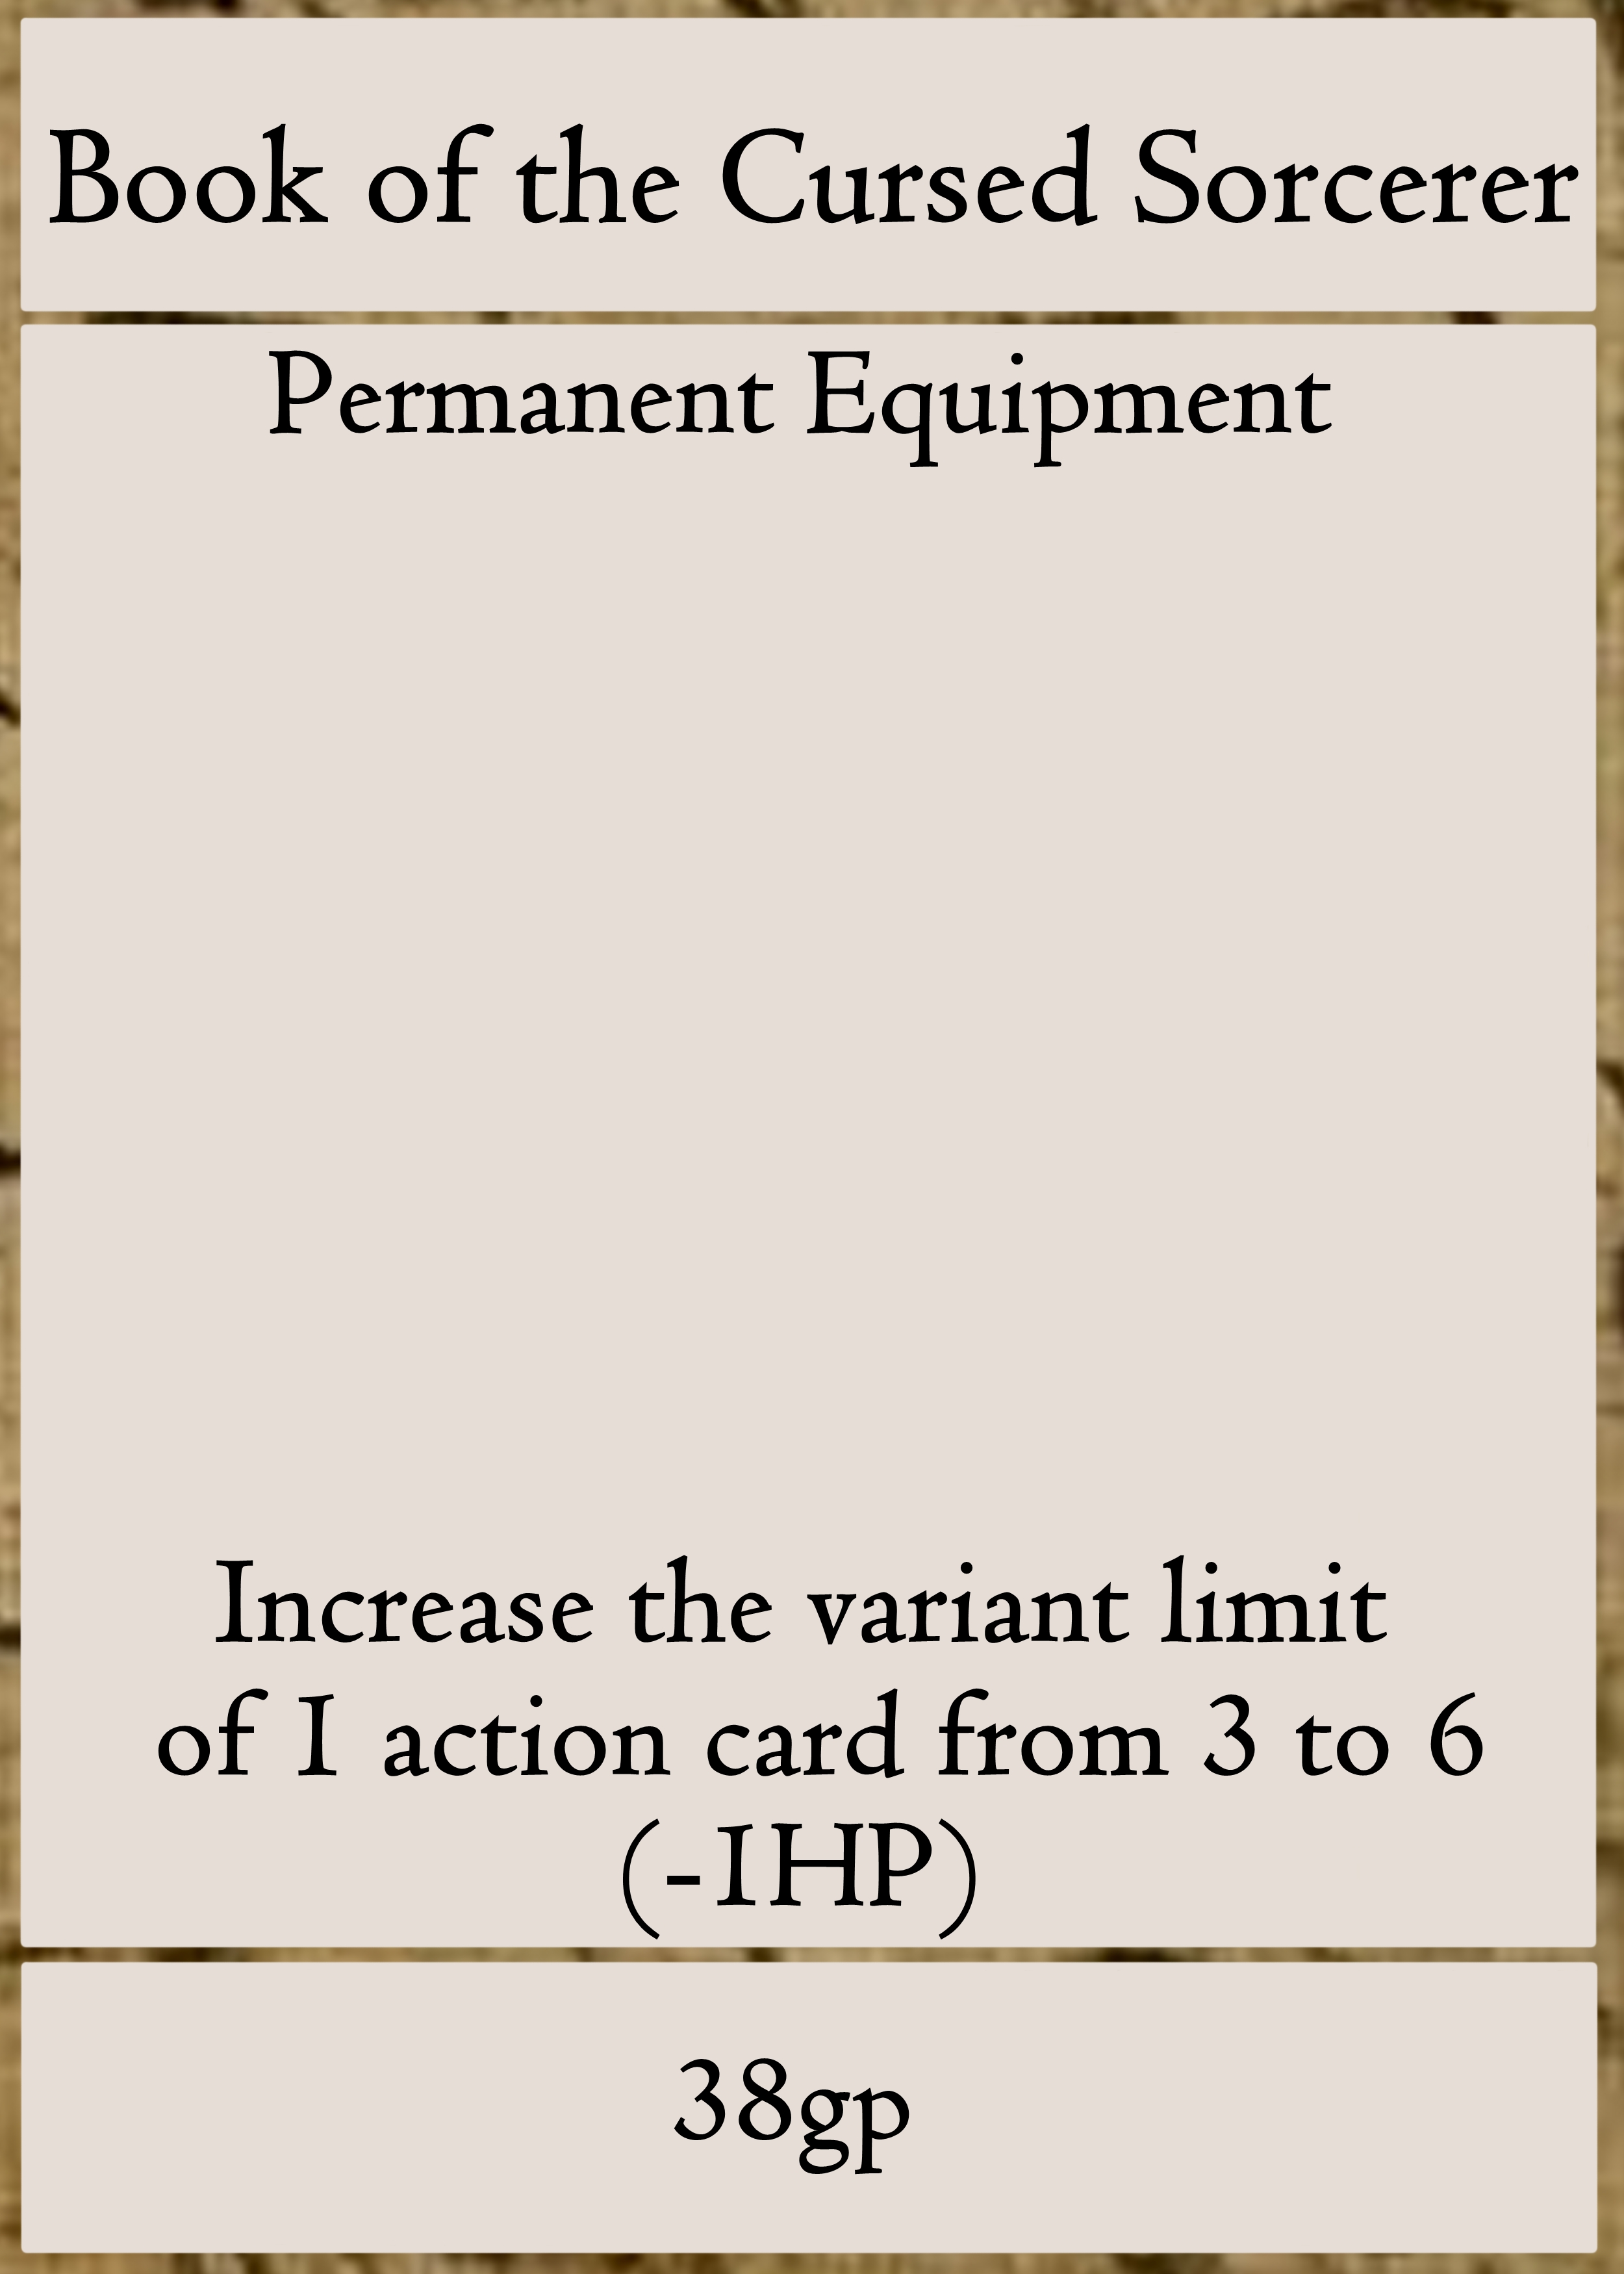 Book of the Cursed Sorcerer
Permanent Equipment
Increase the variant limit
of 1 action card from 3 to 6
(-1HP)
38gp